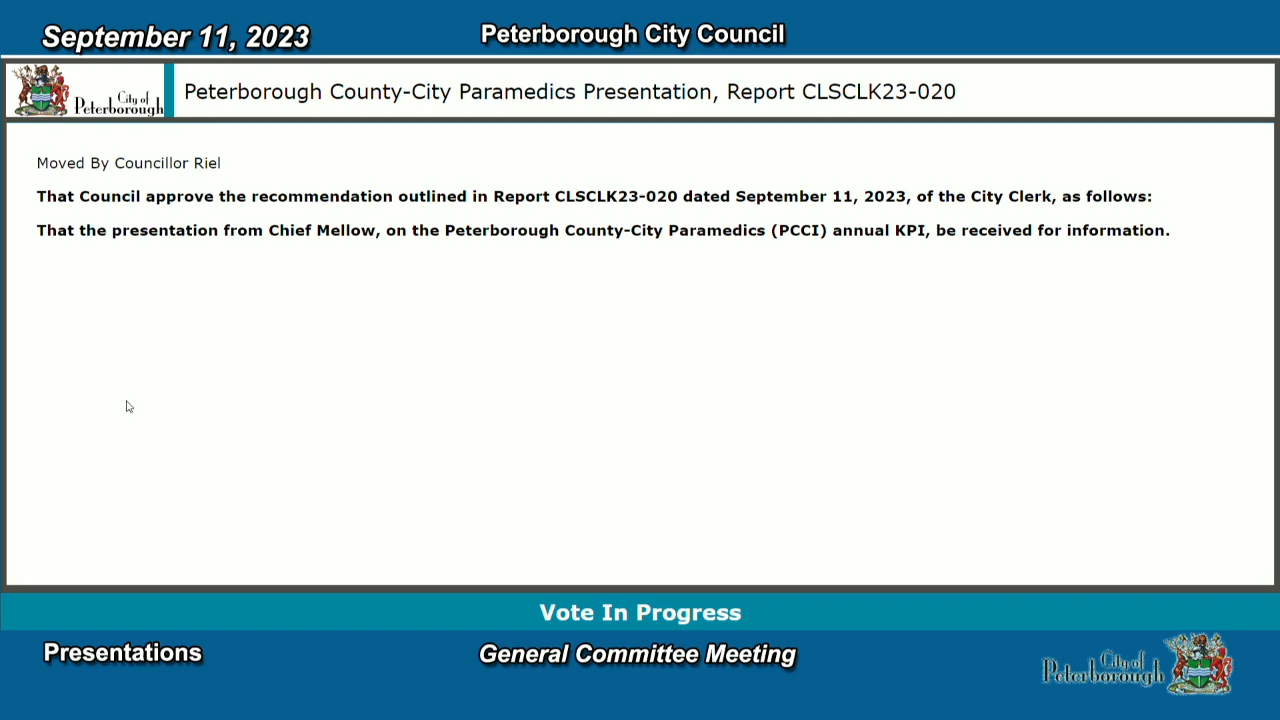 September 11, 2023
Peterborough City Council
City of
Peterborough
Peterborough County-City Paramedics Presentation, Report CLSCLK23-020
Moved By Councillor Riel
That Council approve the recommendation outlined in Report CLSCLK23-020 dated September 11, 2023, of the City Clerk, as follows:
That the presentation from Chief Mellow, on the Peterborough County-City Paramedics (PCCI) annual KPI, be received for information.
Vote In Progress
Presentations
General Committee Meeting
City of
Peterborough